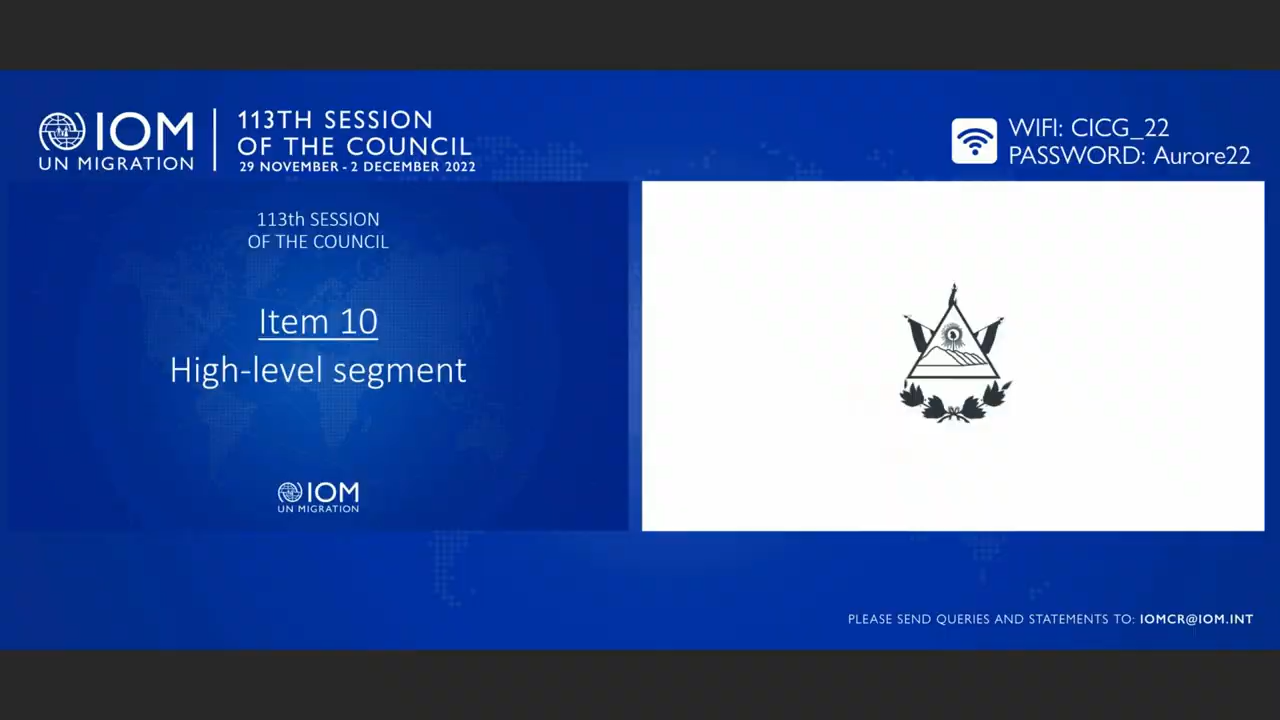 IOM
UN MIGRATION
113TH SESSION
OF THE COUNCIL
29 NOVEMBER - 2 DECEMBER 2022
WIFI: CICG_22
PASSWORD: Aurore22
113th SESSION
OF THE COUNCIL
Item 10
High-level segment
IOM
UN MIGRATION
PLEASE SEND QUERIES AND STATEMENTS TO: IOMCR@IOM.INT